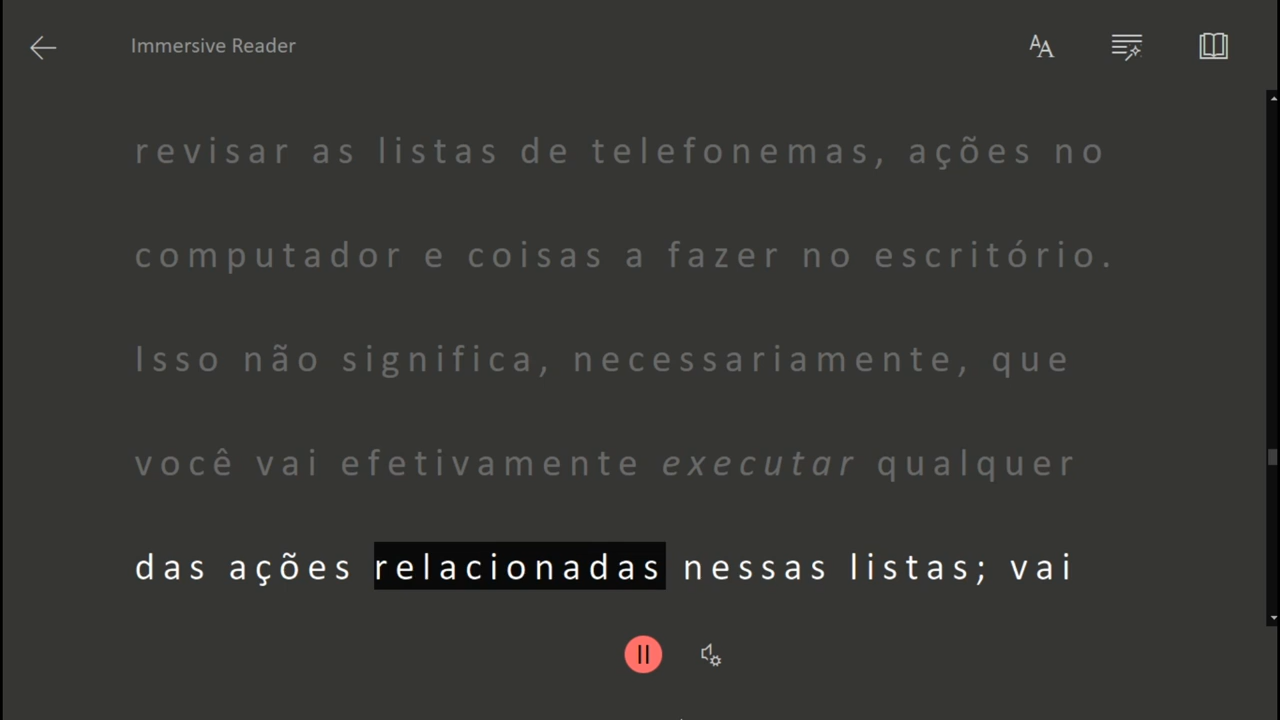 Immersive Reader
revisar as listas de telefonemas, ações no
computador e coisas a fazer no escritório.
Isso não significa, necessariamente, que
você vai efetivamente executar qualquer
das ações relacionadas nessas listas; vai